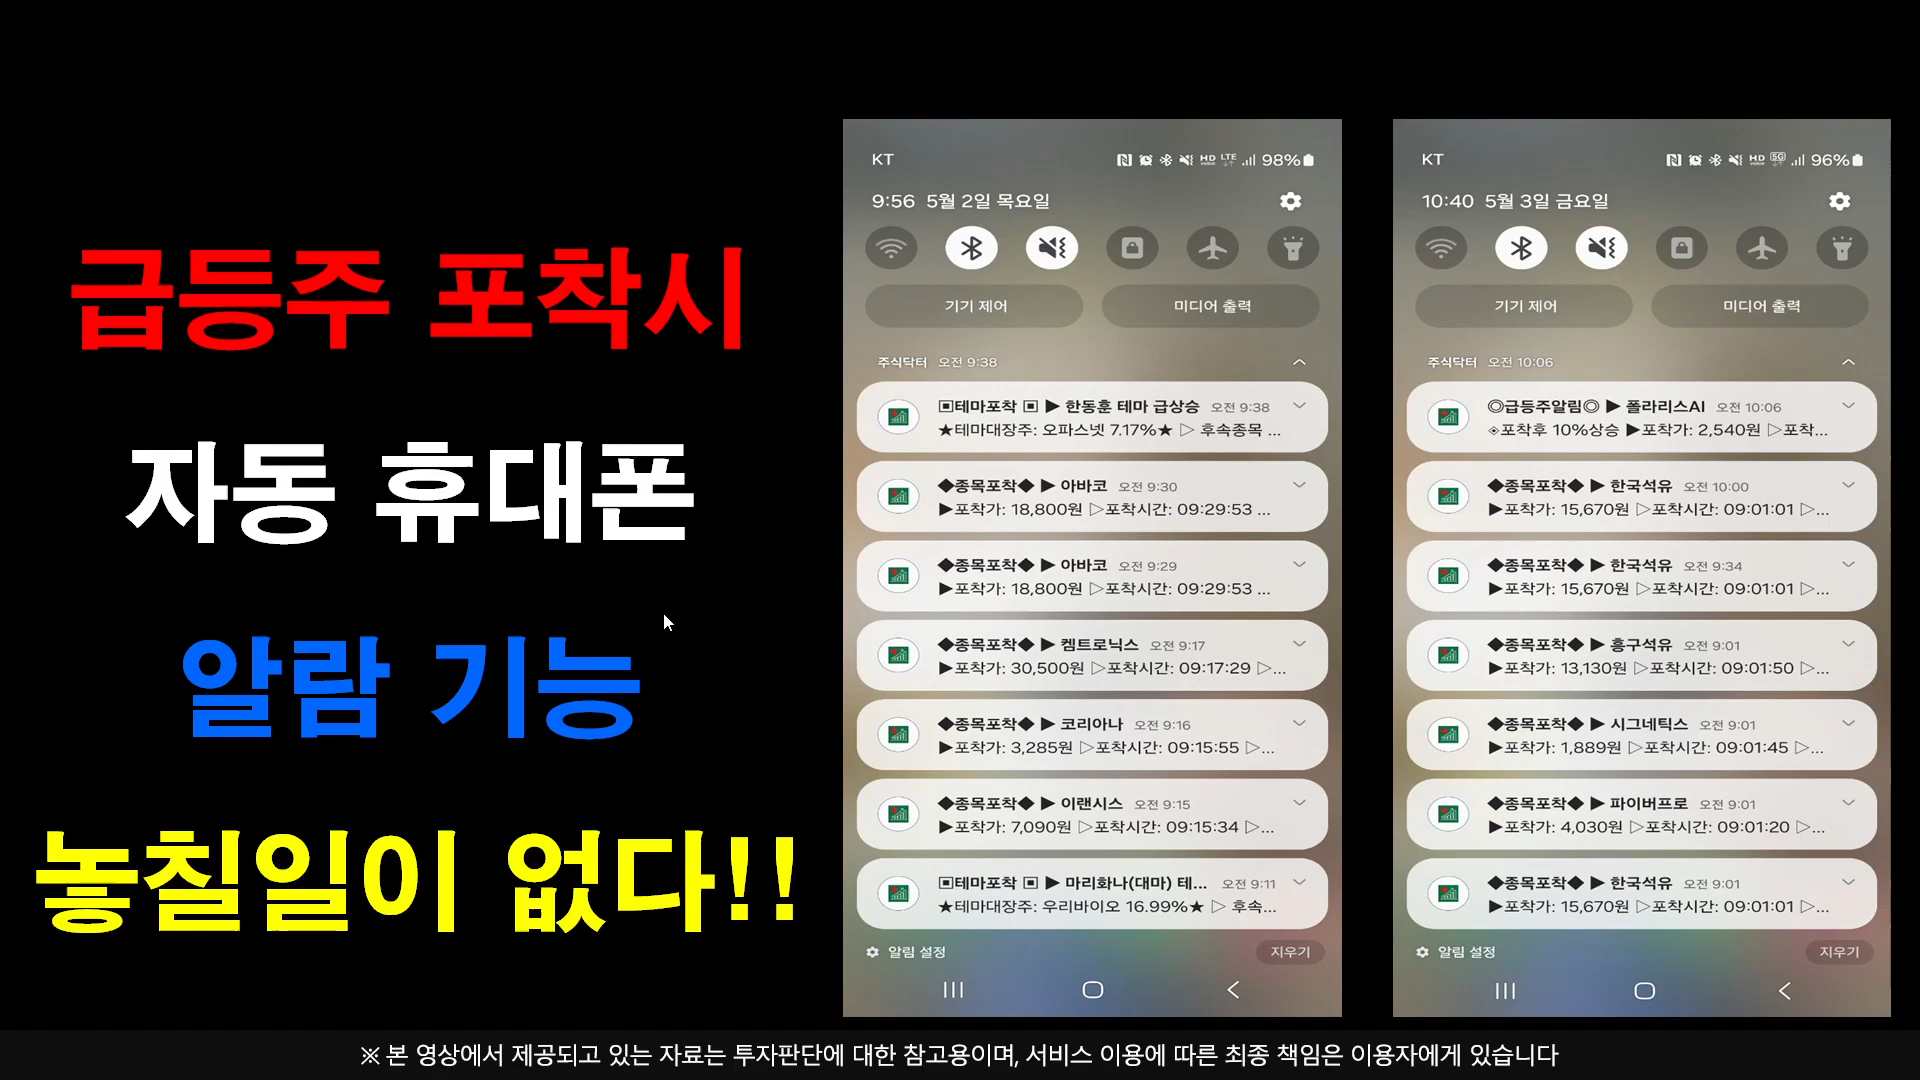 급등주 포착시
자동 휴대폰
알람 기능
놓칠일이 없다!!
KT
HD LTE 98%
9:56 5월 2일 목요일
기기 제어 미디어 출력
주식닥터 오전 9:38
▣테마포착 ▣ ▶ 한동훈 테마 급상승 오전 9:38
★테마대장주: 오파스넷 7.17%★ ▷ 후속종목 ...
◆종목포착◆ ▶ 아바코 오전 9:30
▶포착가: 18,800원 ▷포착시간: 09:29:53 ...
◆종목포착◆ ▶ 아바코 오전 9:29
▶포착가: 18,800원 ▷포착시간: 09:29:53 ...
◆종목포착◆ ▶ 켐트로닉스 오전 9:17
▶포착가: 30,500원 ▷포착시간: 09:17:29 ▷...
◆종목포착◆ ▶ 코리아나 오전 9:16
▶포착가: 3,285원 ▷포착시간: 09:15:55 ▷...
◆종목포착◆ ▶ 이랜시스 오전 9:15
▶포착가: 7,090원 ▷포착시간: 09:15:34 ▷...
▣테마포착 ▣ ▶ 마리화나(대마) 테... 오전 9:11
★테마대장주: 우리바이오 16.99%★ ▷ 후속...
알림 설정 지우기
KT
HD 5G 96%
10:40 5월 3일 금요일
기기 제어 미디어 출력
주식닥터 오전 10:06
◎급등주알림◎ ▶ 폴라리스AI 오전 10:06
◈포착후 10%상승 ▶포착가: 2,540원 ▷포착...
◆종목포착◆ ▶ 한국석유 오전 10:00
▶포착가: 15,670원 ▷포착시간: 09:01:01 ▷...
◆종목포착◆ ▶ 한국석유 오전 9:34
▶포착가: 15,670원 ▷포착시간: 09:01:01 ▷...
◆종목포착◆ ▶ 흥구석유 오전 9:01
▶포착가: 13,130원 ▷포착시간: 09:01:50 ▷...
◆종목포착◆ ▶ 시그네틱스 오전 9:01
▶포착가: 1,889원 ▷포착시간: 09:01:45 ▷...
◆종목포착◆ ▶ 파이버프로 오전 9:01
▶포착가: 4,030원 ▷포착시간: 09:01:20 ▷...
◆종목포착◆ ▶ 한국석유 오전 9:01
▶포착가: 15,670원 ▷포착시간: 09:01:01 ▷...
알림 설정 지우기
※ 본 영상에서 제공되고 있는 자료는 투자판단에 대한 참고용이며, 서비스 이용에 따른 최종 책임은 이용자에게 있습니다